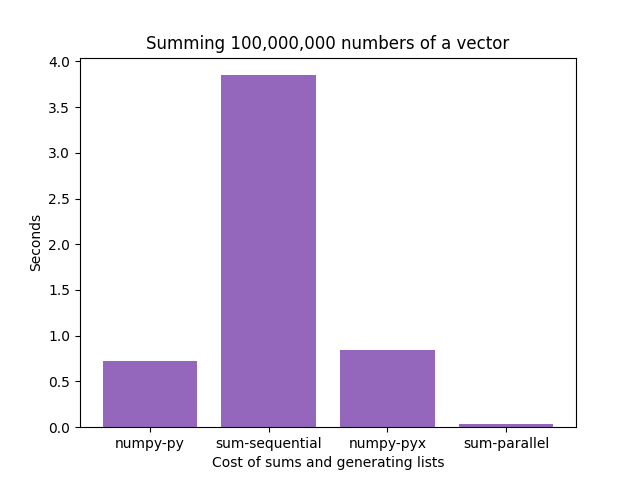 Summing 100,000,000 numbers of a vector
4.0
3.5
3.0
2.5
2.0
1.5
1.0
0.5
0.0
Seconds
numpy-py sum-sequential numpy-pyx sum-parallel
Cost of sums and generating lists